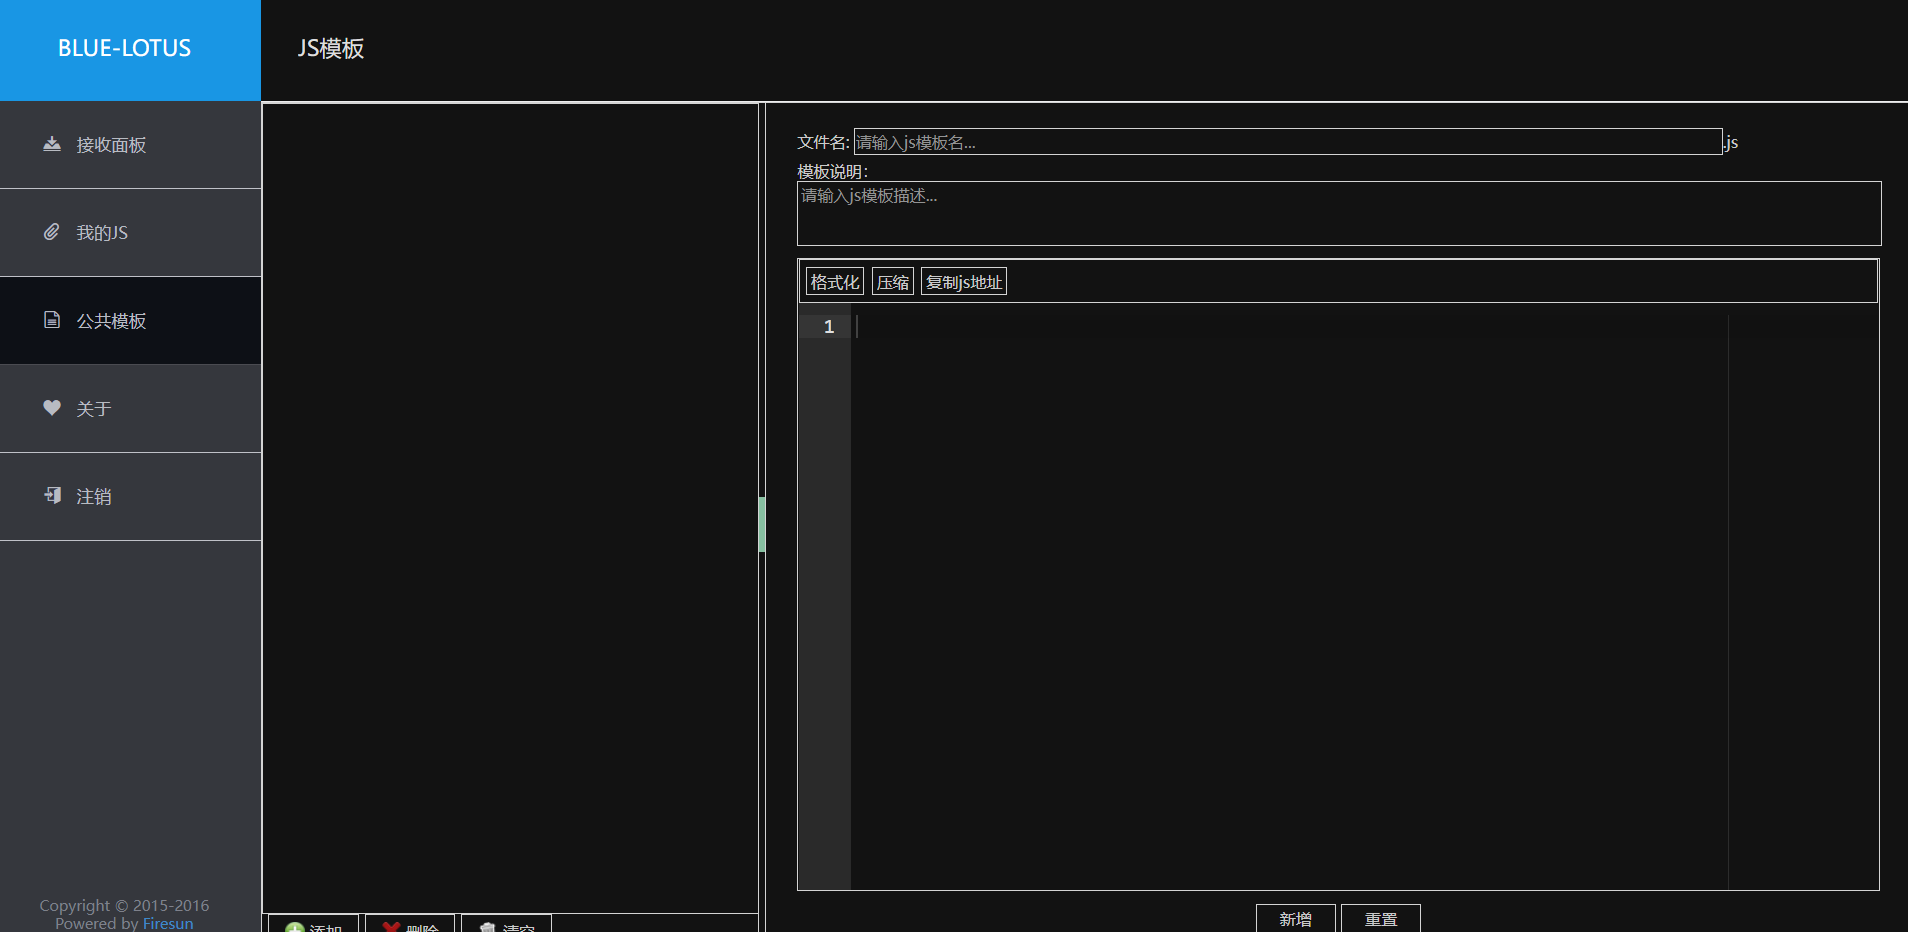 BLUE-LOTUS
JS模板
接收面板
我的JS
公共模板
关于
注销
Copyright © 2015-2016
Powered by Firesun
添加 删除 清空
文件名: 请输入js模板名... .js
模板说明:
请输入js模板描述...
格式化 压缩 复制js地址
1
新增 重置